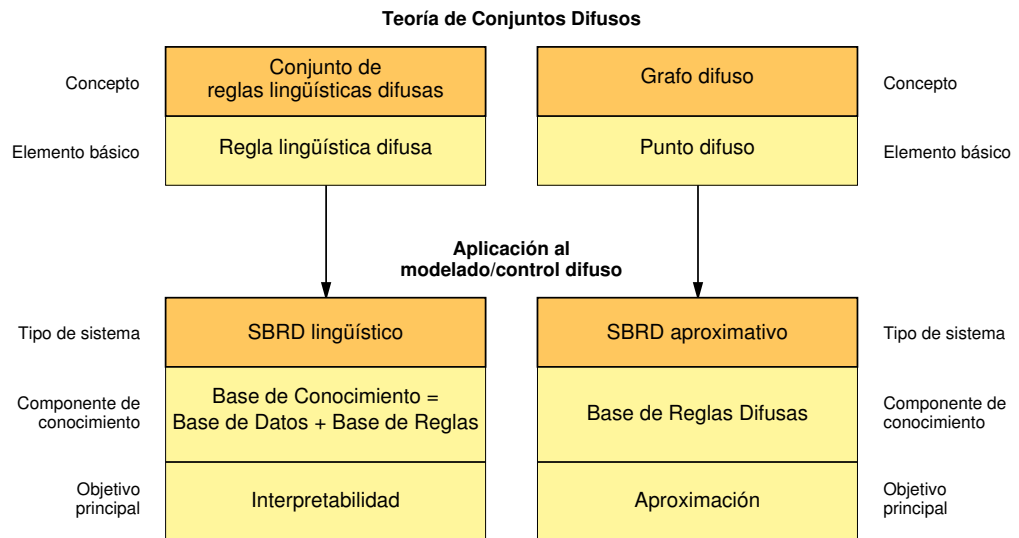 Teoría de Conjuntos Difusos
Concepto
Conjunto de
reglas lingüísticas difusas
Grafo difuso
Concepto
Elemento básico
Regla lingüística difusa
Punto difuso
Elemento básico
Aplicación al
modelado/control difuso
Tipo de sistema
SBRD lingüístico
SBRD aproximativo
Tipo de sistema
Componente de
conocimiento
Base de Conocimiento =
Base de Datos + Base de Reglas
Base de Reglas Difusas
Componente de
conocimiento
Objetivo
principal
Interpretabilidad
Aproximación
Objetivo
principal